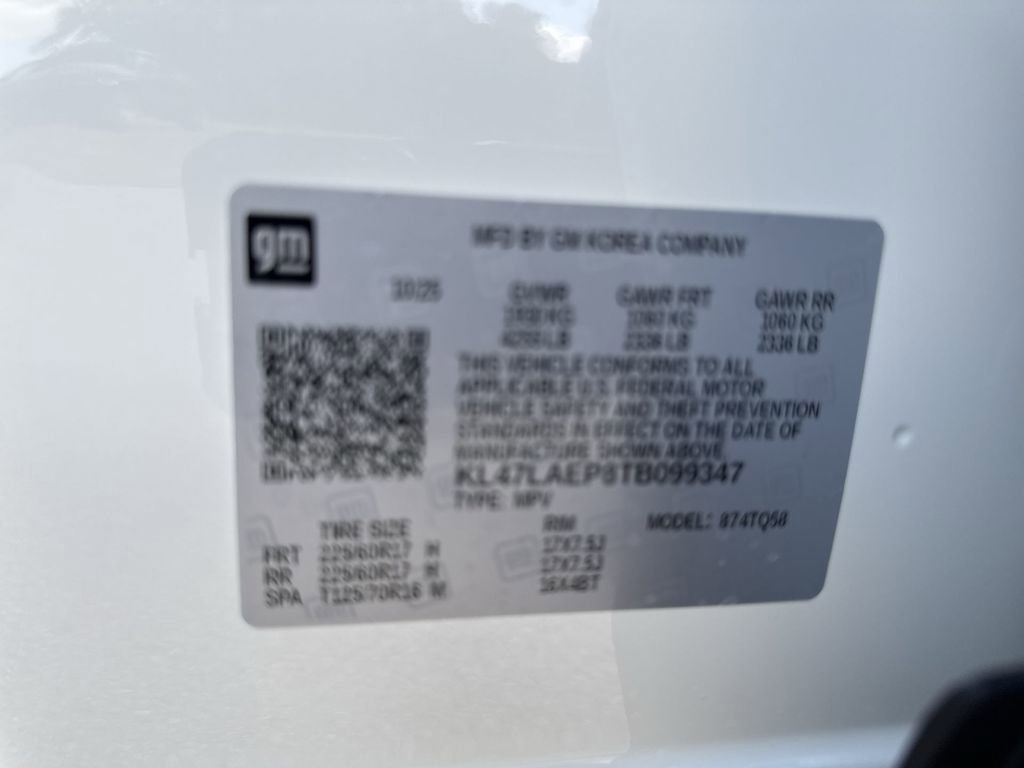 gm
MFD BY GM KOREA COMPANY
10/25 GVWR GAWR FRT GAWR RR
KG 1060 KG 1060 KG
LB 2336 LB 2336 LB
THIS VEHICLE CONFORMS TO ALL
APPLICABLE U.S. FEDERAL MOTOR
VEHICLE SAFETY AND THEFT PREVENTION
STANDARDS IN EFFECT ON THE DATE OF
MANUFACTURE SHOWN ABOVE.
KL47LAEP8TB099347
TYPE: MPV
TIRE SIZE RIM MODEL: 874TQ58
FRT 225/60R17 H 17X7.5J
RR 225/60R17 H 17X7.5J
SPA T125/70R16 M 16X4BT